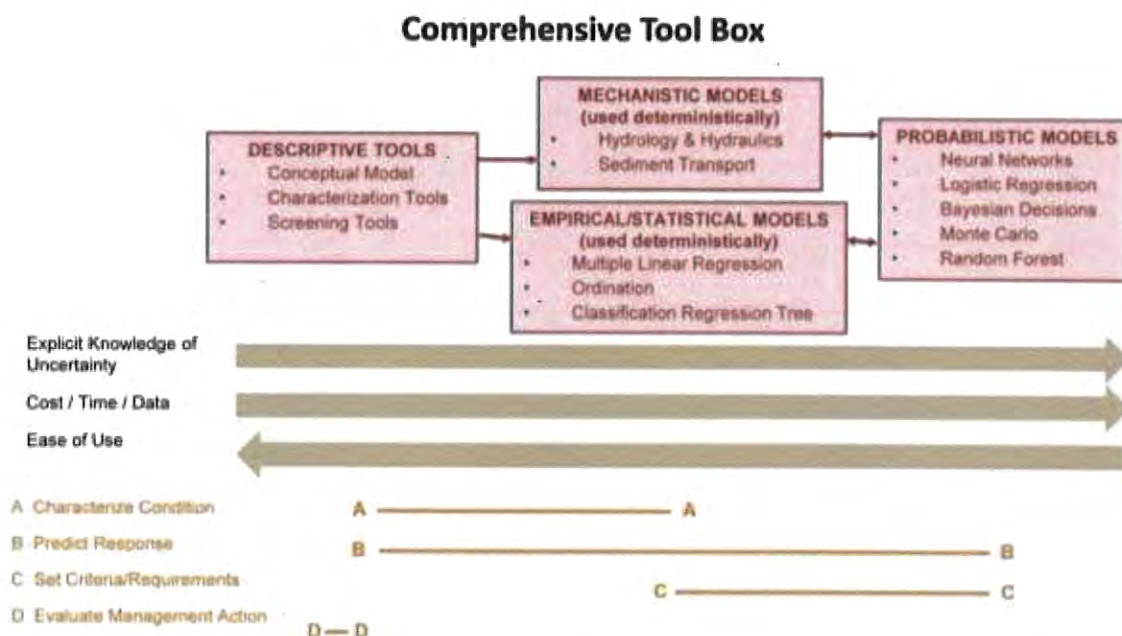 Comprehensive Tool Box
DESCRIPTIVE TOOLS
• Conceptual Model
• Characterization Tools
• Screening Tools
MECHANISTIC MODELS
(used deterministically)
• Hydrology & Hydraulics
• Sediment Transport
EMPIRICAL/STATISTICAL MODELS
(used deterministically)
• Multiple Linear Regression
• Ordination
• Classification Regression Tree
PROBABILISTIC MODELS
• Neural Networks
• Logistic Regression
• Bayesian Decisions
• Monte Carlo
• Random Forest
Explicit Knowledge of
Uncertainty
Cost / Time / Data
Ease of Use
A Characterize Condition
A A
B Predict Response
B B
C Set Criteria/Requirements
C C
D Evaluate Management Action
D D